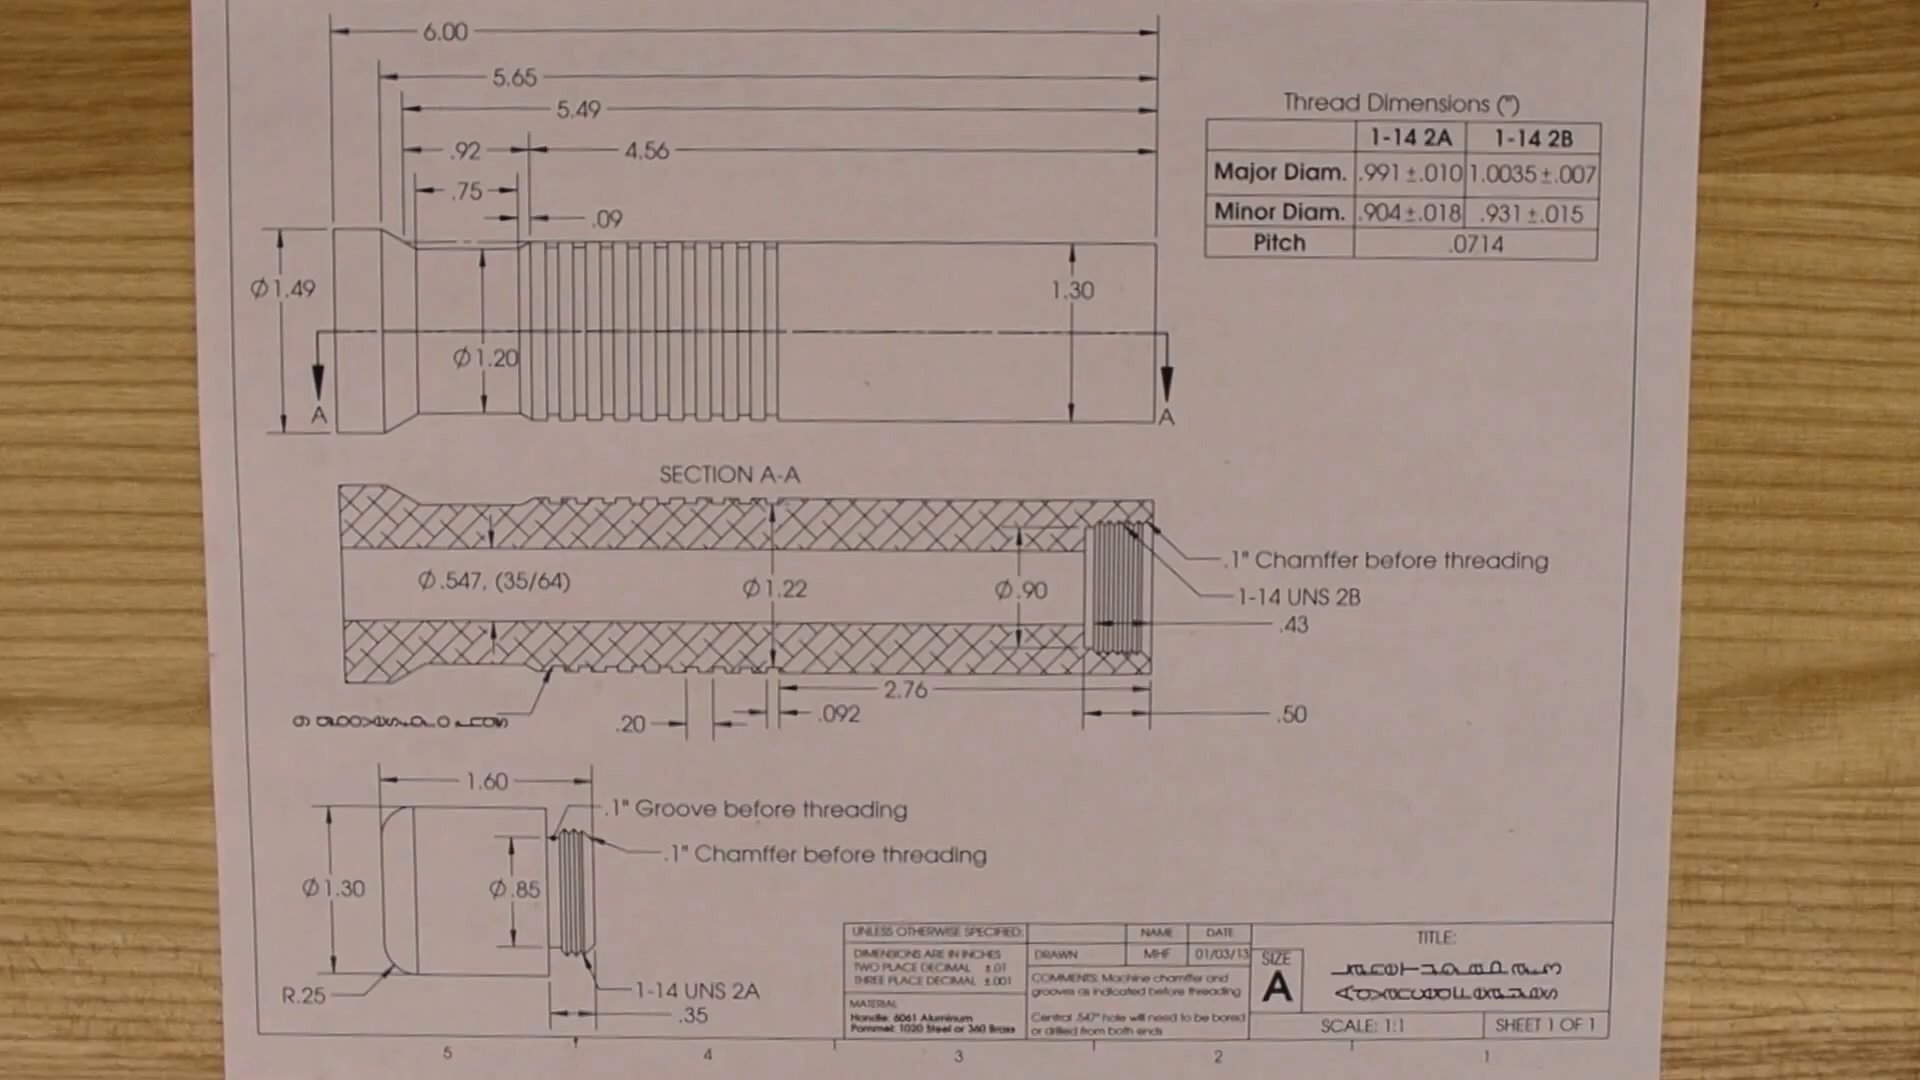 6.00
5.65
5.49
.92
4.56
.75
.09
Ø1.49
Ø1.20
1.30
A
A
Thread Dimensions (")
1-14 2A 1-14 2B
Major Diam. .991±.010 1.0035±.007
Minor Diam. .904±.018 .931±.015
Pitch .0714
SECTION A-A
Ø.547, (35/64)
Ø1.22
Ø.90
.1" Chamffer before threading
1-14 UNS 2B
.43
2.76
.20
.092
.50
1.60
.1" Groove before threading
.1" Chamffer before threading
Ø1.30
Ø.85
R.25
1-14 UNS 2A
.35
UNLESS OTHERWISE SPECIFIED:
DIMENSIONS ARE IN INCHES
TWO PLACE DECIMAL ±.01
THREE PLACE DECIMAL ±.001
MATERIAL
Handle: 6061 Aluminum
Pommel: 1020 Steel or 360 Brass
NAME DATE
DRAWN MHF 01/03/13
COMMENTS: Machine chamffer and
grooves as indicated before threading
Central .547" hole will need to be bored
or drilled from both ends
SIZE
A
TITLE:
SCALE: 1:1
SHEET 1 OF 1
5 4 3 2 1